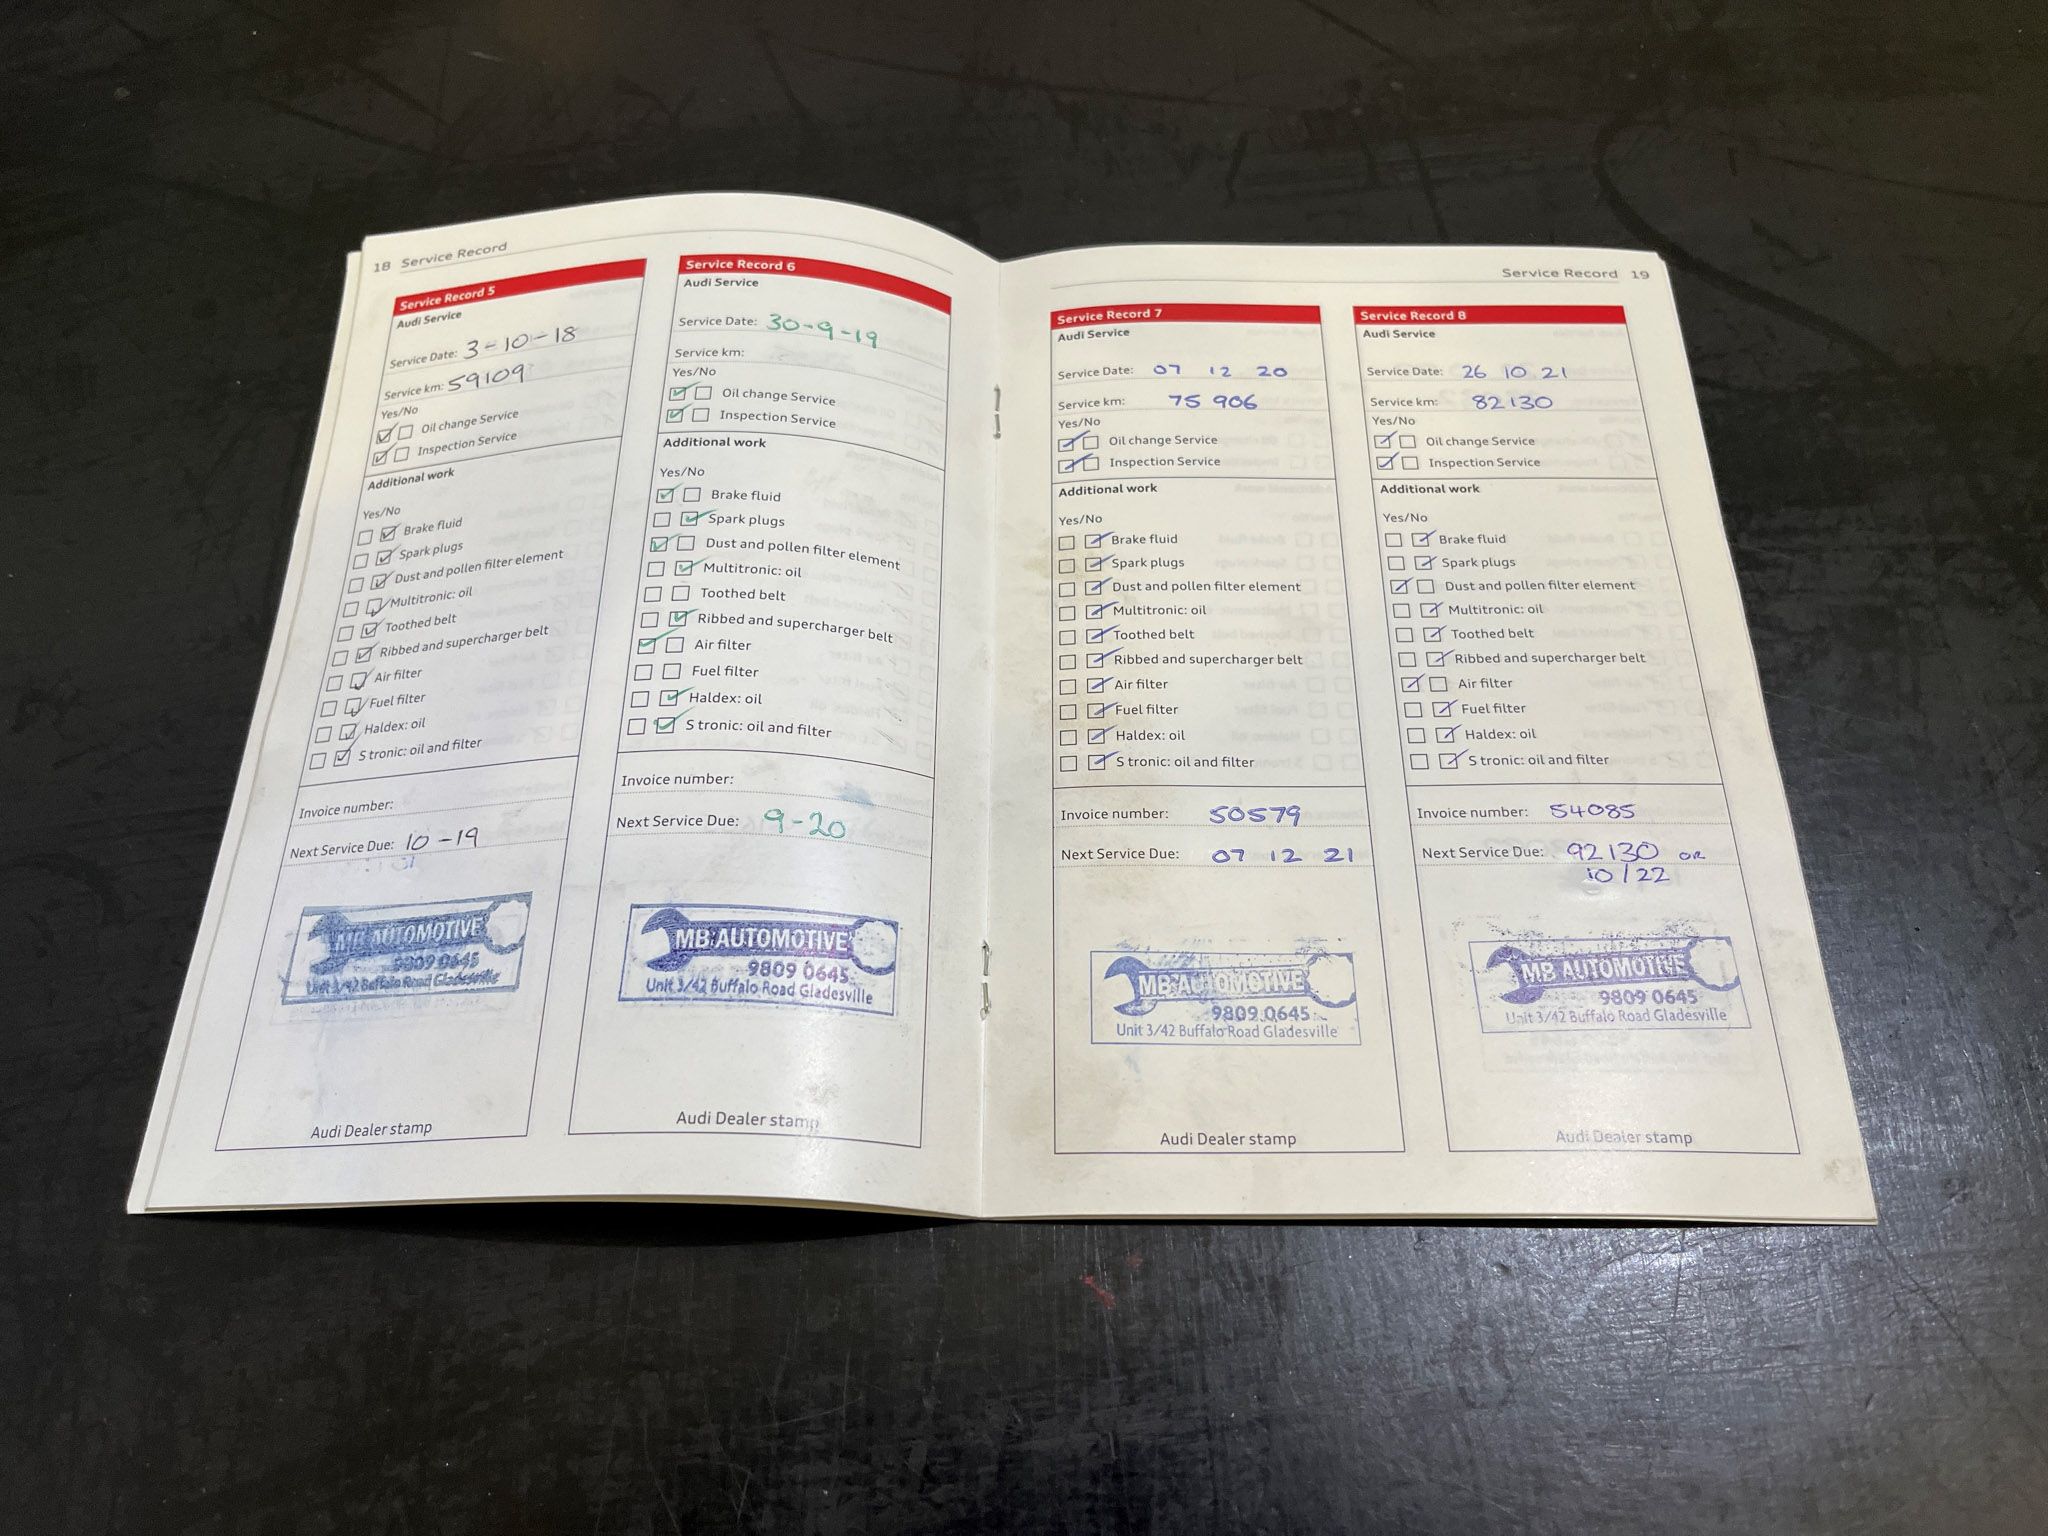 18 Service Record
Service Record 5
Audi Service
Service Date: 3-10-18
Service km: 59109
Yes/No
Oil change Service
Inspection Service
Additional work
Yes/No
Brake fluid
Spark plugs
Dust and pollen filter element
Multitronic: oil
Toothed belt
Ribbed and supercharger belt
Air filter
Fuel filter
Haldex: oil
S tronic: oil and filter
Invoice number:
Next Service Due: 10-19
MB AUTOMOTIVE
9809 0645
Unit 3/42 Buffalo Road Gladesville
Audi Dealer stamp
Service Record 6
Audi Service
Service Date: 30-9-19
Service km:
Yes/No
Oil change Service
Inspection Service
Additional work
Yes/No
Brake fluid
Spark plugs
Dust and pollen filter element
Multitronic: oil
Toothed belt
Ribbed and supercharger belt
Air filter
Fuel filter
Haldex: oil
S tronic: oil and filter
Invoice number:
Next Service Due: 9-20
MB AUTOMOTIVE
9809 0645
Unit 3/42 Buffalo Road Gladesville
Audi Dealer stamp
Service Record 19
Service Record 7
Audi Service
Service Date: 07 12 20
Service km: 75 906
Yes/No
Oil change Service
Inspection Service
Additional work
Yes/No
Brake fluid
Spark plugs
Dust and pollen filter element
Multitronic: oil
Toothed belt
Ribbed and supercharger belt
Air filter
Fuel filter
Haldex: oil
S tronic: oil and filter
Invoice number: 50579
Next Service Due: 07 12 21
MB AUTOMOTIVE
9809 0645
Unit 3/42 Buffalo Road Gladesville
Audi Dealer stamp
Service Record 8
Audi Service
Service Date: 26 10 21
Service km: 82130
Yes/No
Oil change Service
Inspection Service
Additional work
Yes/No
Brake fluid
Spark plugs
Dust and pollen filter element
Multitronic: oil
Toothed belt
Ribbed and supercharger belt
Air filter
Fuel filter
Haldex: oil
S tronic: oil and filter
Invoice number: 54085
Next Service Due: 92130 OR
10/22
MB AUTOMOTIVE
9809 0645
Unit 3/42 Buffalo Road Gladesville
Audi Dealer stamp